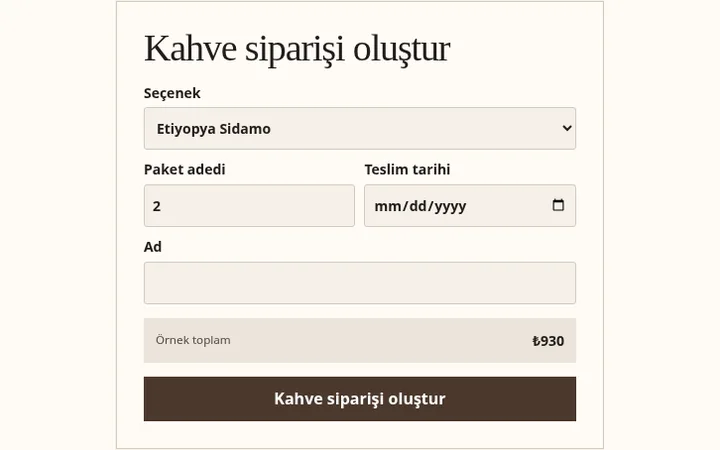 Kahve siparişi oluştur
Seçenek
Etiyopya Sidamo
Paket adedi
Teslim tarihi
2
mm/dd/yyyy
Ad
Örnek toplam
₺930
Kahve siparişi oluştur